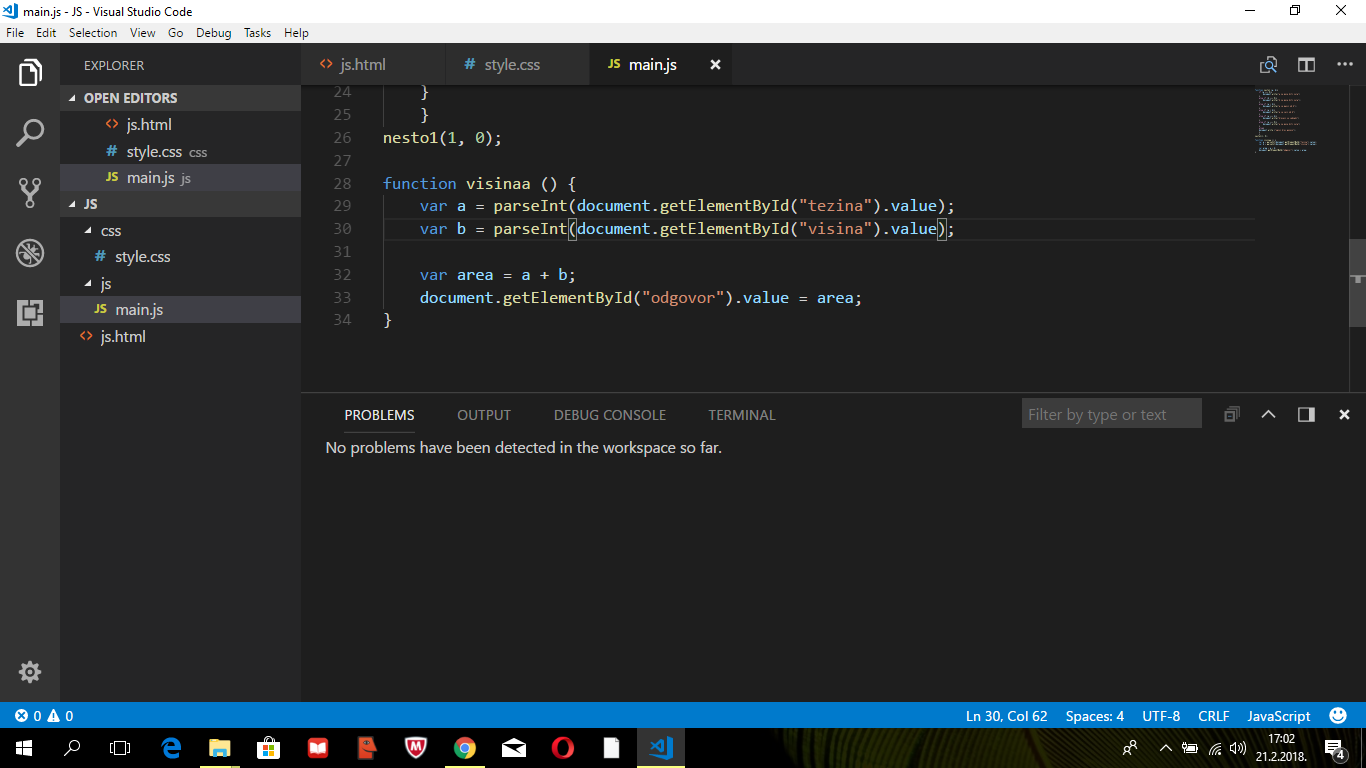 main.js - JS - Visual Studio Code
File Edit Selection View Go Debug Tasks Help
EXPLORER
OPEN EDITORS
js.html
style.css css
main.js js
JS
css
style.css
js
JS main.js
js.html
js.html style.css JS main.js
24 }
25 }
26 nesto1(1, 0);
27
28 function visinaa () {
29 var a = parseInt(document.getElementById("tezina").value);
30 var b = parseInt(document.getElementById("visina").value);
31
32 var area = a + b;
33 document.getElementById("odgovor").value = area;
34 }
PROBLEMS OUTPUT DEBUG CONSOLE TERMINAL Filter by type or text
No problems have been detected in the workspace so far.
0 0 Ln 30, Col 62 Spaces: 4 UTF-8 CRLF JavaScript
17:02
21.2.2018.
4